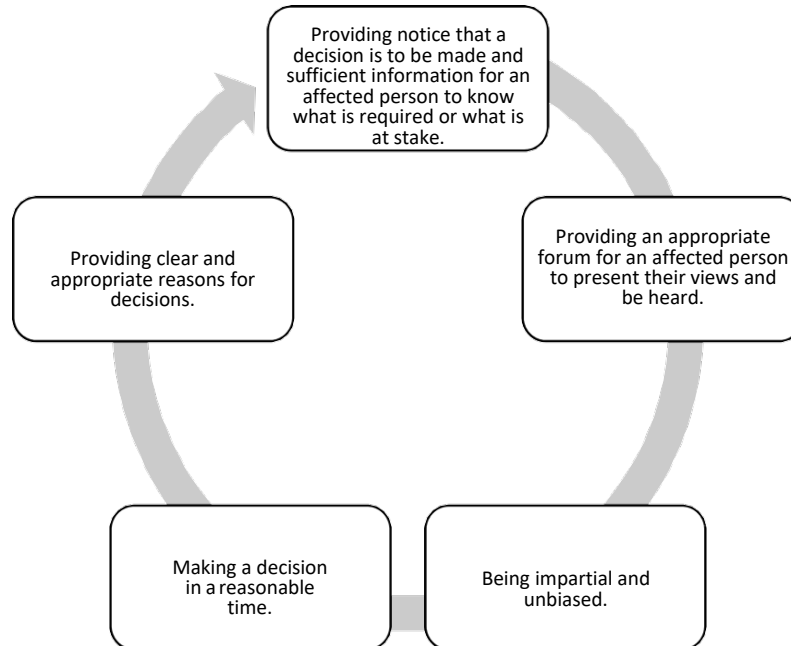 Providing notice that a
decision is to be made and
sufficient information for an
affected person to know
what is required or what is
at stake.
Providing an appropriate
forum for an affected person
to present their views and
be heard.
Being impartial and
unbiased.
Making a decision
in a reasonable
time.
Providing clear and
appropriate reasons for
decisions.